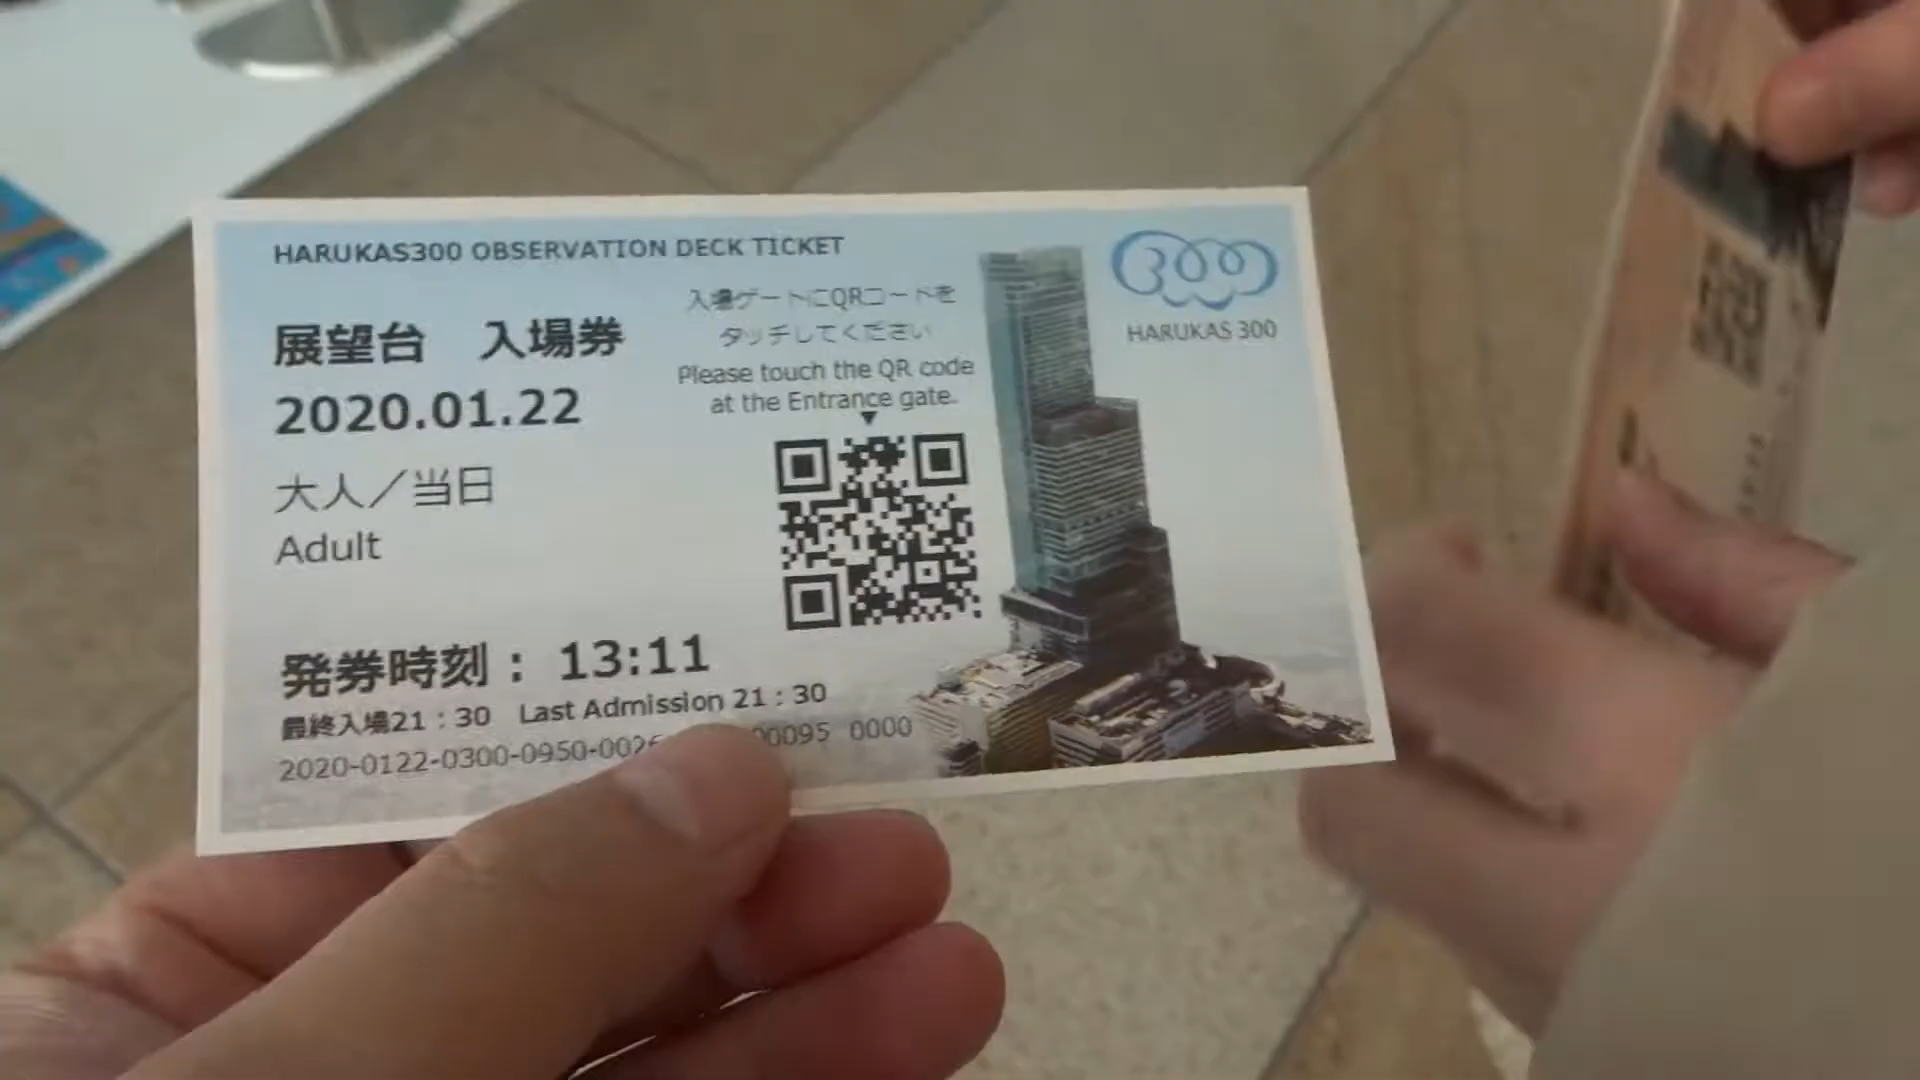 HARUKAS300 OBSERVATION DECK TICKET
展望台 入場券
2020.01.22
大人／当日
Adult
入場ゲートにQRコードを
タッチしてください
Please touch the QR code
at the Entrance gate.
300
HARUKAS 300
発券時刻： 13:11
最終入場21：30 Last Admission 21：30
2020-0122-0300-0950-002 00095 0000